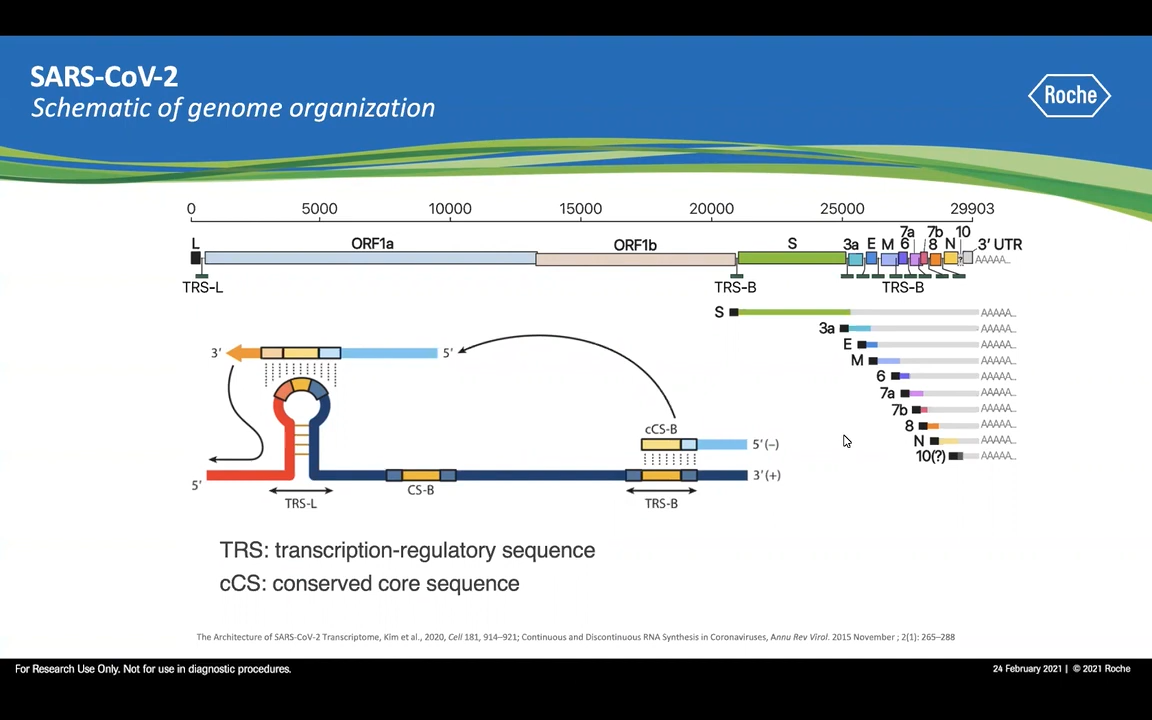 SARS-CoV-2
Schematic of genome organization
Roche
0 5000 10000 15000 20000 25000 29903
7a 7b 10
L ORF1a ORF1b S 3a E M 6 8 N 3' UTR
?
AAAAA...
TRS-L TRS-B TRS-B
S AAAAA...
3a AAAAA...
E AAAAA...
M AAAAA...
6 AAAAA...
7a AAAAA...
7b AAAAA...
8 AAAAA...
N AAAAA...
10(?) AAAAA...
3' 5'
cCS-B
5'(−)
5' 3'(+)
CS-B
TRS-L TRS-B
TRS: transcription-regulatory sequence
cCS: conserved core sequence
The Architecture of SARS-CoV-2 Transcriptome, Kim et al., 2020, Cell 181, 914–921; Continuous and Discontinuous RNA Synthesis in Coronaviruses, Annu Rev Virol. 2015 November ; 2(1): 265–288
For Research Use Only. Not for use in diagnostic procedures.
24 February 2021 | © 2021 Roche